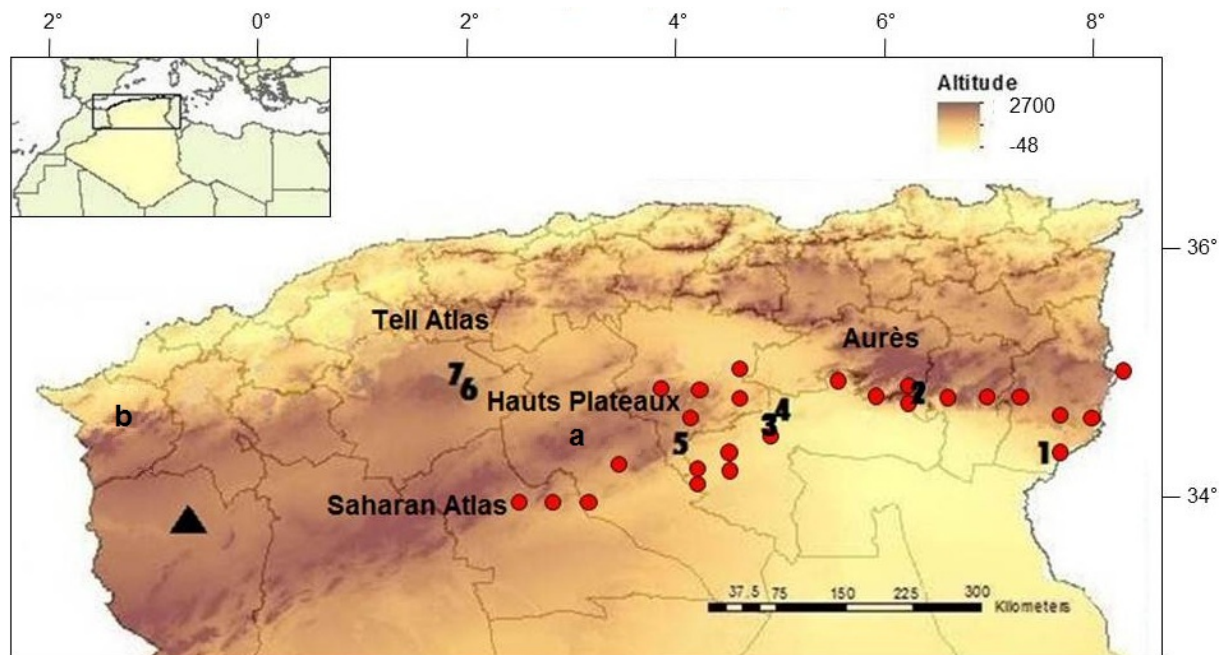 2° 0° 2° 4° 6° 8°
Altitude
2700
-48
36°
Tell Atlas
Aurès
7
6
2
Hauts Plateaux
b
4
3
a
5
1
Saharan Atlas
34°
37.5 75 150 225 300
Kilometers